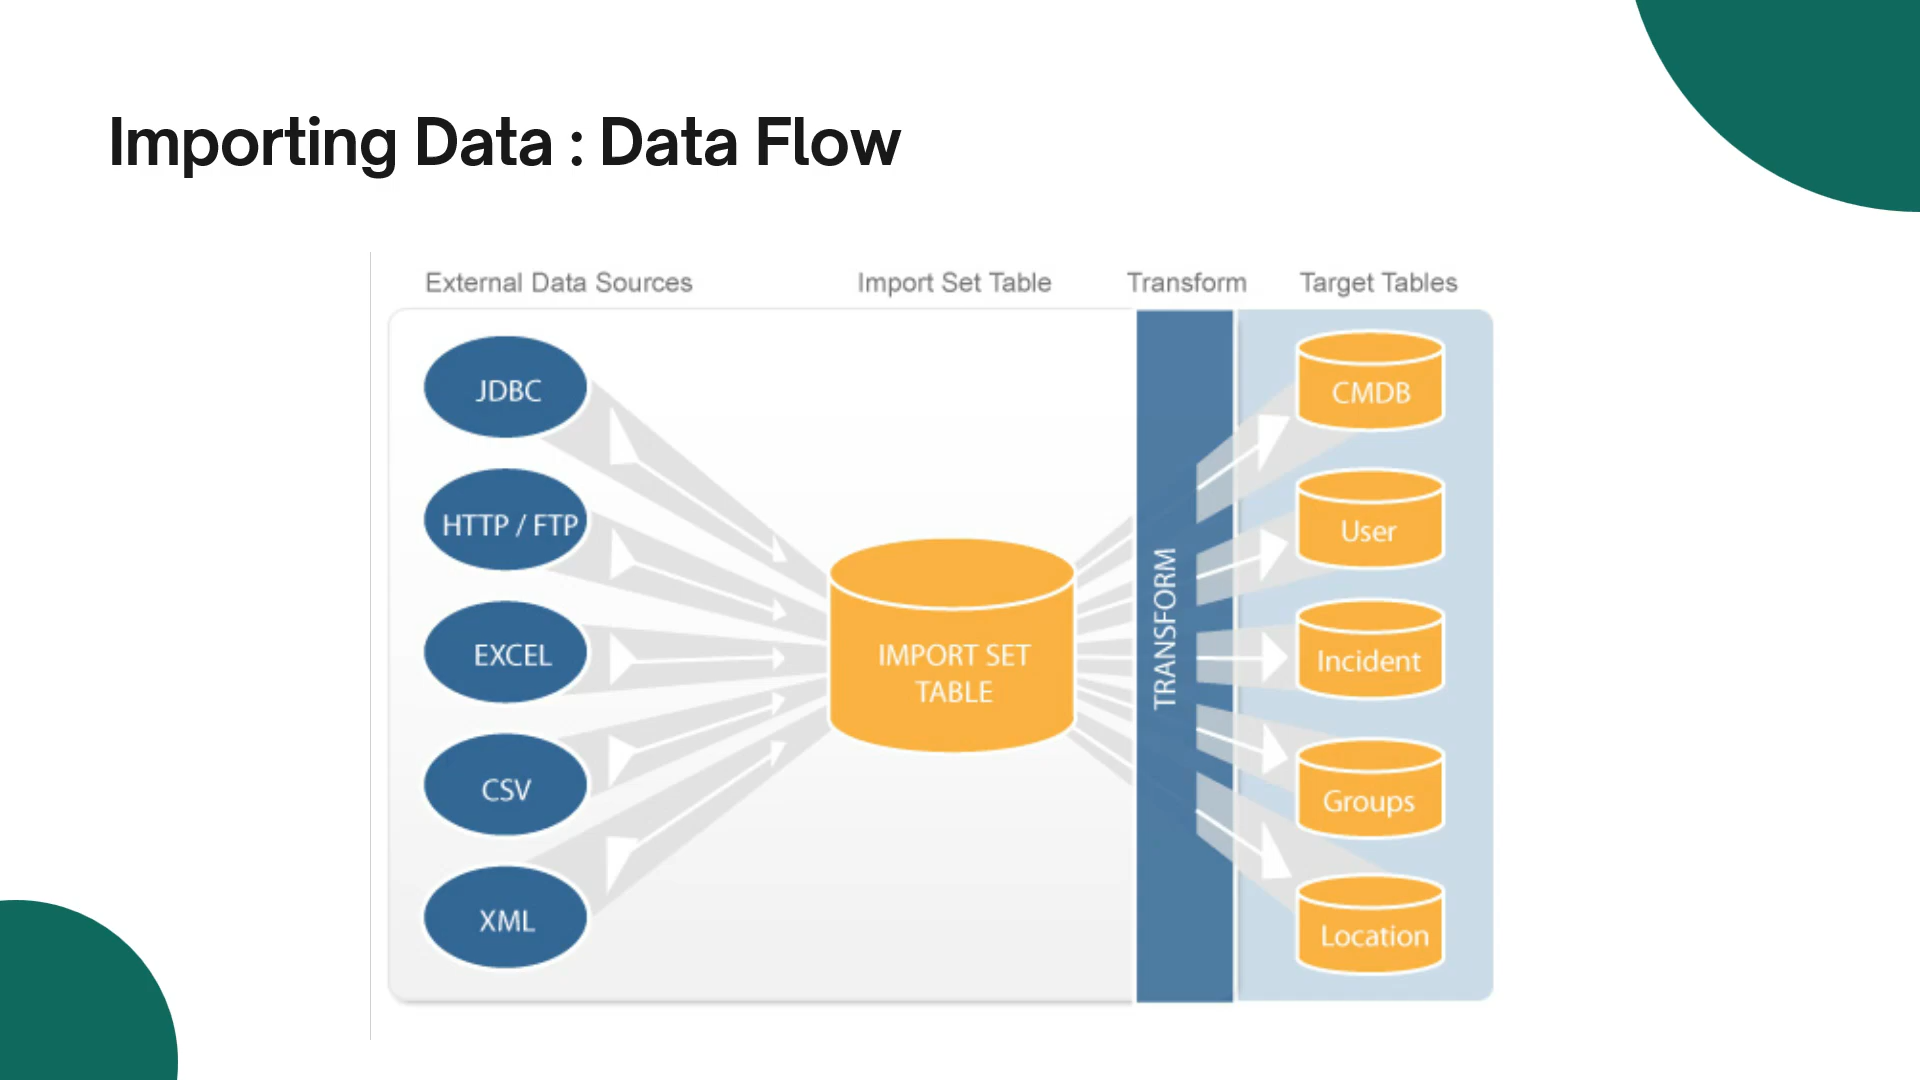 Importing Data : Data Flow
External Data Sources
Import Set Table
Transform
Target Tables
JDBC
HTTP / FTP
EXCEL
CSV
XML
IMPORT SET
TABLE
TRANSFORM
CMDB
User
Incident
Groups
Location